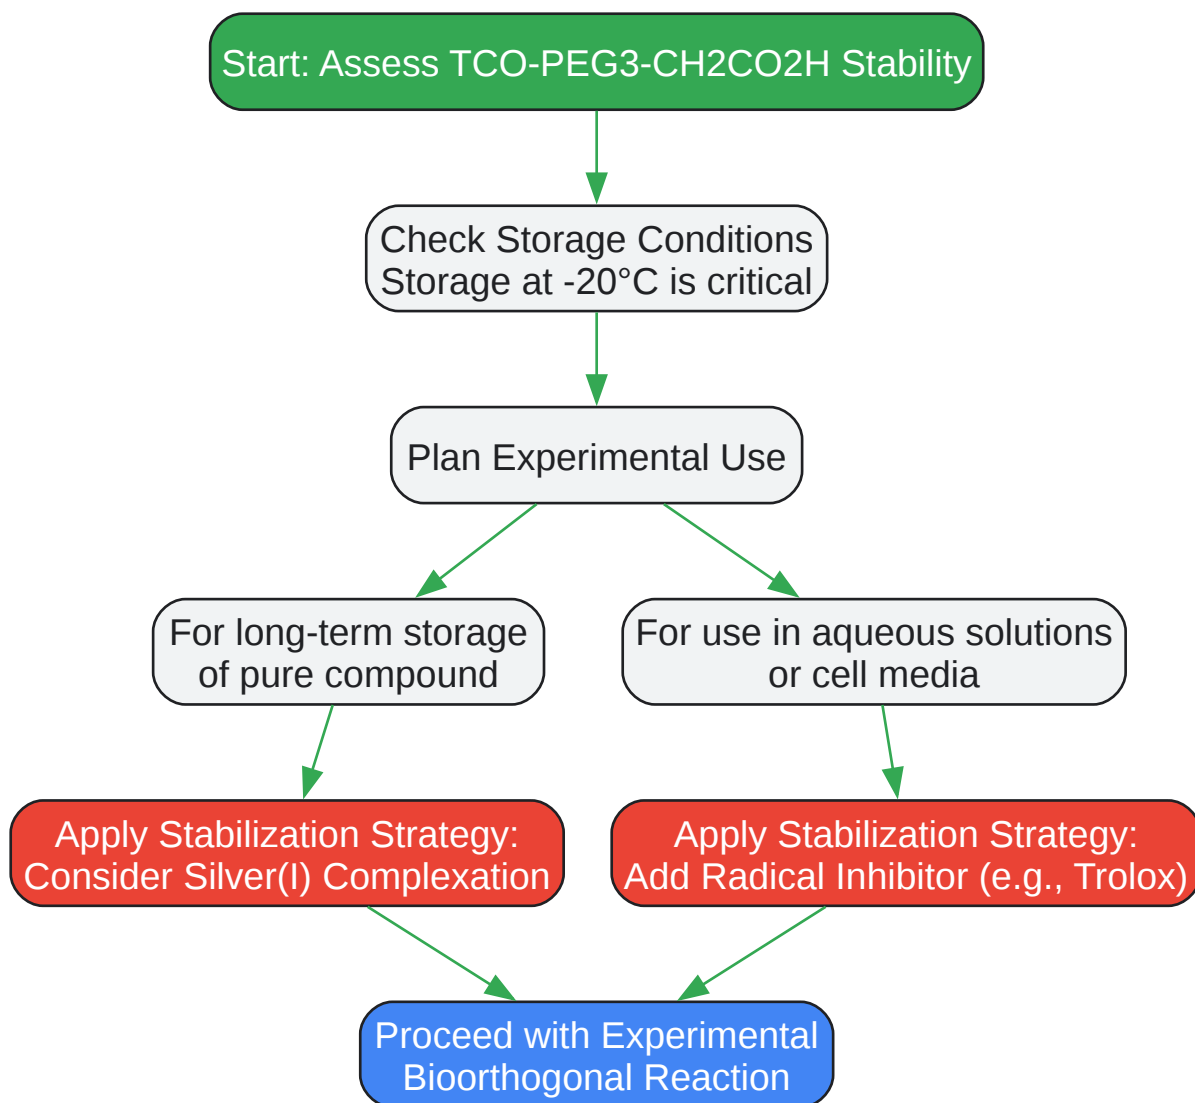 Start: Assess TCO-PEG3-CH2CO2H Stability
Check Storage Conditions
Storage at -20°C is critical
Plan Experimental Use
For long-term storage
of pure compound
For use in aqueous solutions
or cell media
Apply Stabilization Strategy:
Consider Silver(I) Complexation
Apply Stabilization Strategy:
Add Radical Inhibitor (e.g., Trolox)
Proceed with Experimental
Bioorthogonal Reaction